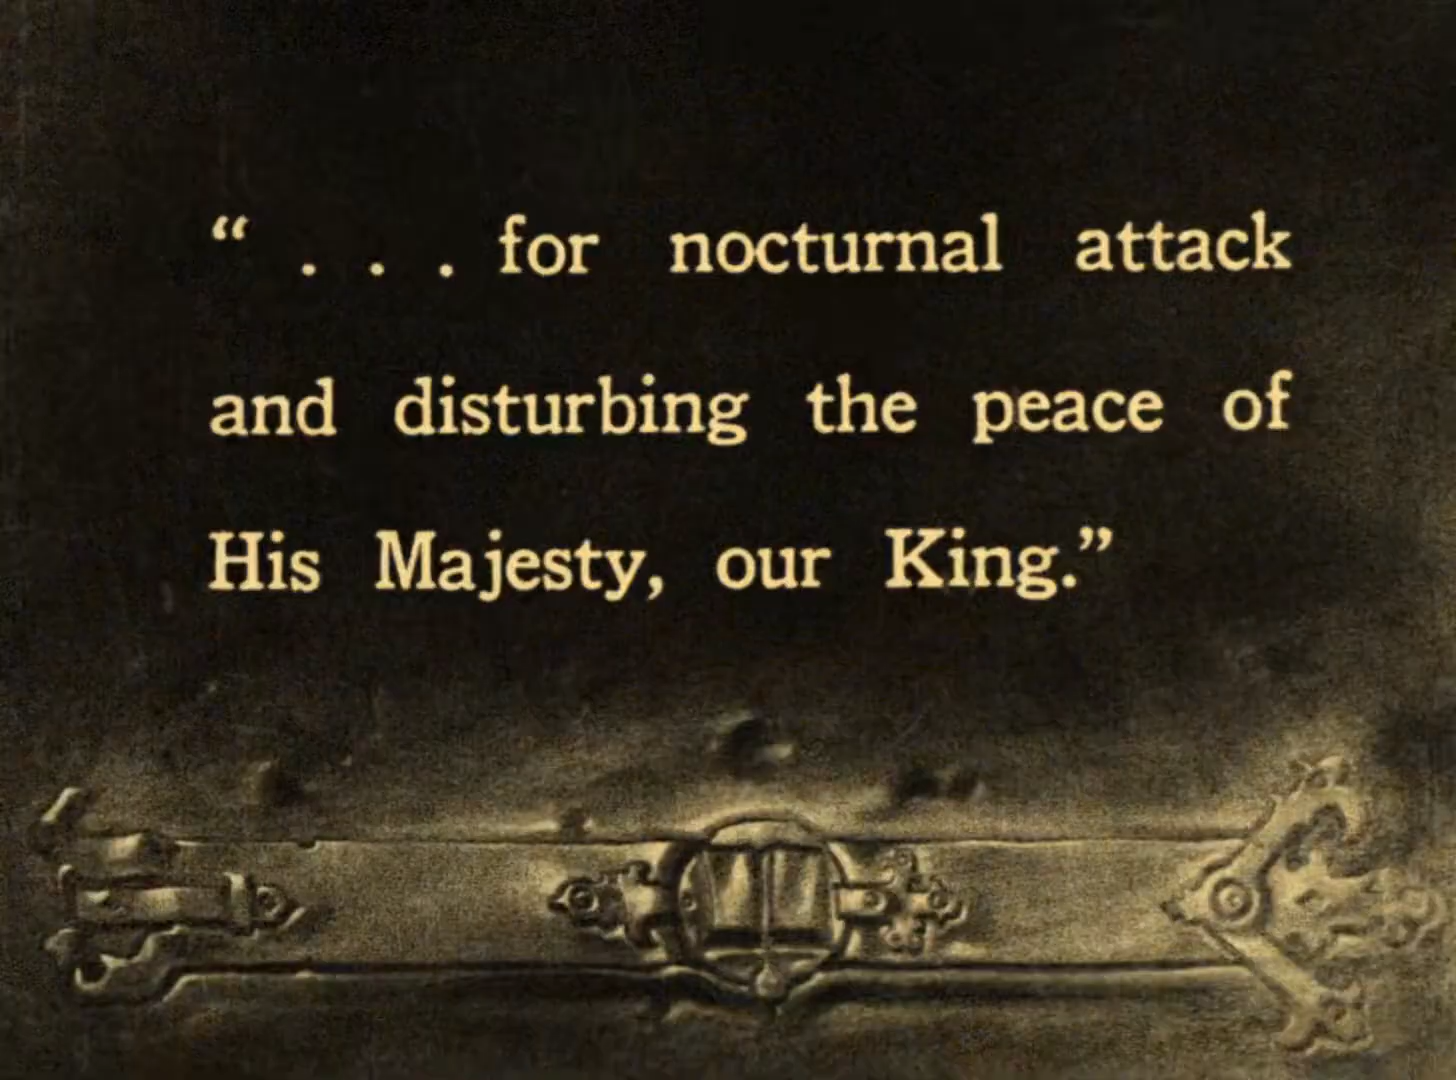 “ . . . for nocturnal attack
and disturbing the peace of
His Majesty, our King.”